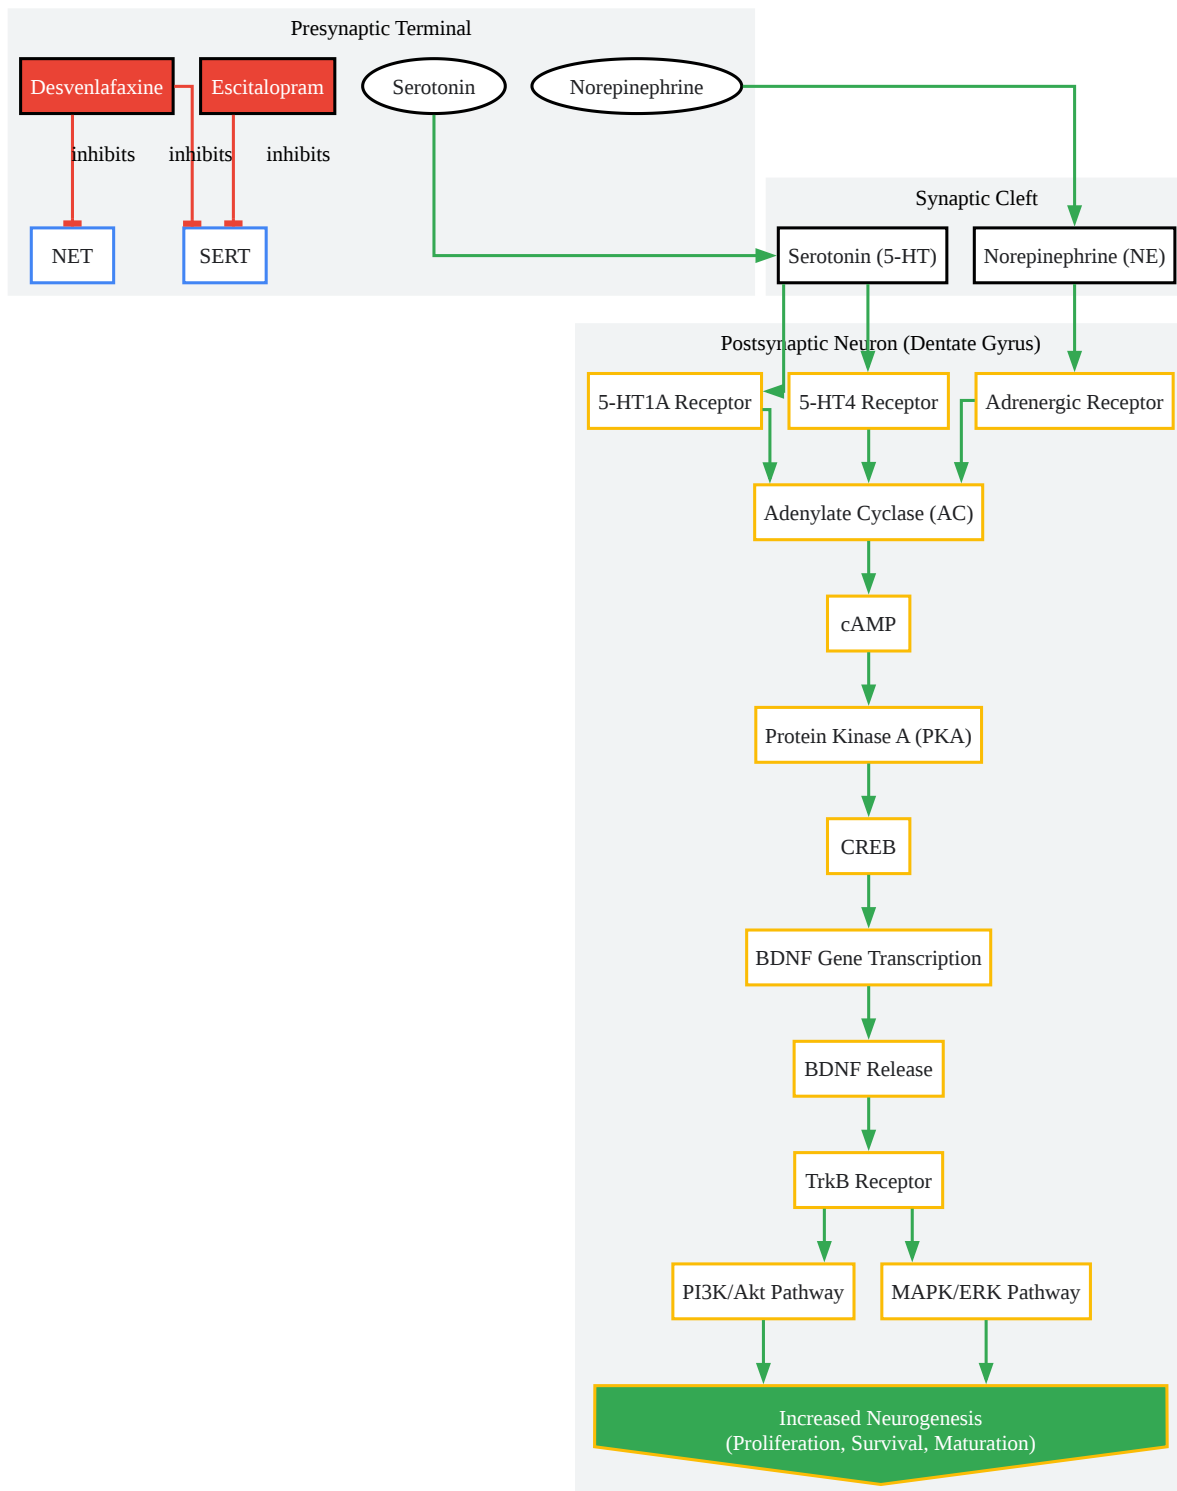 Presynaptic Terminal
Desvenlafaxine
Escitalopram
Serotonin
Norepinephrine
inhibits
inhibits
inhibits
NET
SERT
Synaptic Cleft
Serotonin (5-HT)
Norepinephrine (NE)
Postsynaptic Neuron (Dentate Gyrus)
5-HT1A Receptor
5-HT4 Receptor
Adrenergic Receptor
Adenylate Cyclase (AC)
cAMP
Protein Kinase A (PKA)
CREB
BDNF Gene Transcription
BDNF Release
TrkB Receptor
PI3K/Akt Pathway
MAPK/ERK Pathway
Increased Neurogenesis
(Proliferation, Survival, Maturation)